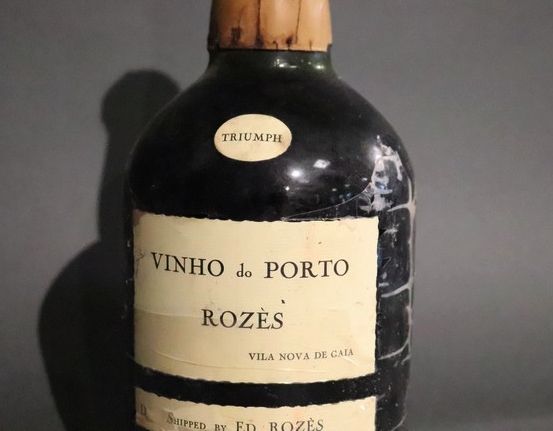 TRIUMPH
VINHO do PORTO
ROZÈS
VILA NOVA DE GAIA
SHIPPED BY ED. ROZÈS